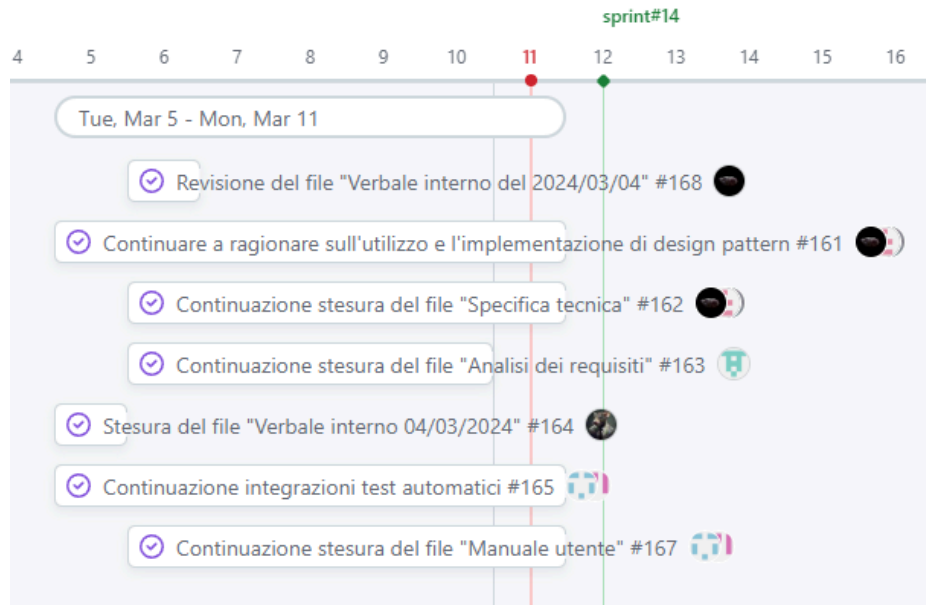 sprint#14
4 5 6 7 8 9 10 11 12 13 14 15 16
Tue, Mar 5 - Mon, Mar 11
Revisione del file "Verbale interno del 2024/03/04" #168
Continuare a ragionare sull'utilizzo e l'implementazione di design pattern #161
Continuazione stesura del file "Specifica tecnica" #162
Continuazione stesura del file "Analisi dei requisiti" #163
Stesura del file "Verbale interno 04/03/2024" #164
Continuazione integrazioni test automatici #165
Continuazione stesura del file "Manuale utente" #167